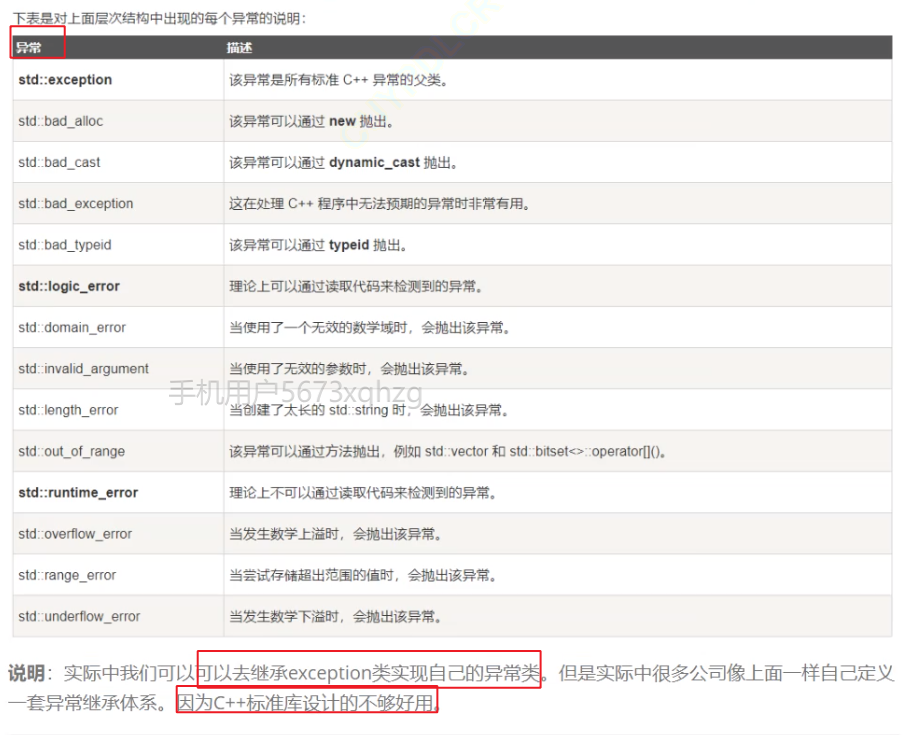 下表是对上面层次结构中出现的每个异常的说明：
异常 描述
std::exception 该异常是所有标准 C++ 异常的父类。
std::bad_alloc 该异常可以通过 new 抛出。
std::bad_cast 该异常可以通过 dynamic_cast 抛出。
std::bad_exception 这在处理 C++ 程序中无法预期的异常时非常有用。
std::bad_typeid 该异常可以通过 typeid 抛出。
std::logic_error 理论上可以通过读取代码来检测到的异常。
std::domain_error 当使用了一个无效的数学域时，会抛出该异常。
std::invalid_argument 当使用了无效的参数时，会抛出该异常。
手机用户5673xqhzg
std::length_error 当创建了太长的 std::string 时，会抛出该异常。
std::out_of_range 该异常可以通过方法抛出，例如 std::vector 和 std::bitset<>::operator[]()。
std::runtime_error 理论上不可以通过读取代码来检测到的异常。
std::overflow_error 当发生数学上溢时，会抛出该异常。
std::range_error 当尝试存储超出范围的值时，会抛出该异常。
std::underflow_error 当发生数学下溢时，会抛出该异常。
说明：实际中我们可以可以去继承exception类实现自己的异常类。但是实际中很多公司像上面一样自己定义
一套异常继承体系。因为C++标准库设计的不够好用。